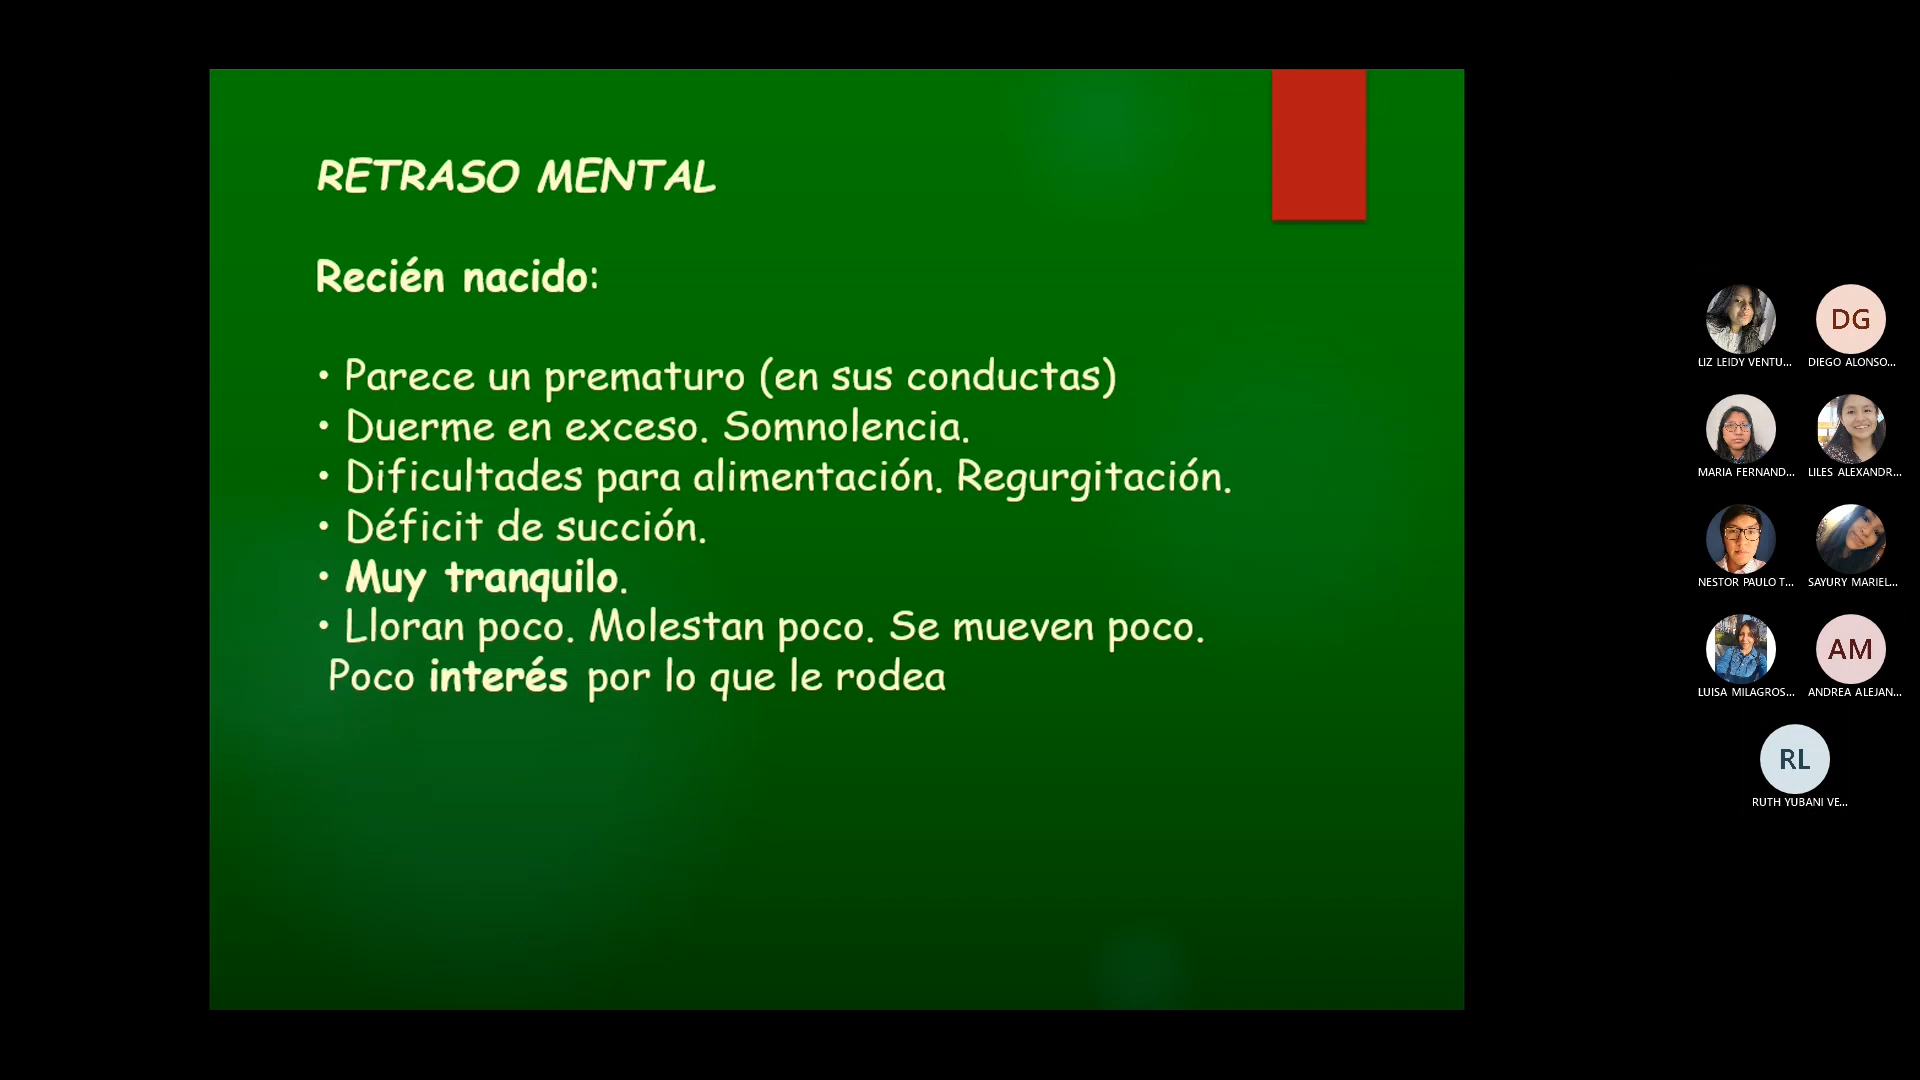 RETRASO MENTAL
Recién nacido:
• Parece un prematuro (en sus conductas)
• Duerme en exceso. Somnolencia.
• Dificultades para alimentación. Regurgitación.
• Déficit de succión.
• Muy tranquilo.
• Lloran poco. Molestan poco. Se mueven poco.
Poco interés por lo que le rodea
DG
LIZ LEIDY VENTU...
DIEGO ALONSO...
MARIA FERNAND...
LILES ALEXANDR...
NESTOR PAULO T...
SAYURY MARIEL...
AM
LUISA MILAGROS...
ANDREA ALEJAN...
RL
RUTH YUBANI VE...